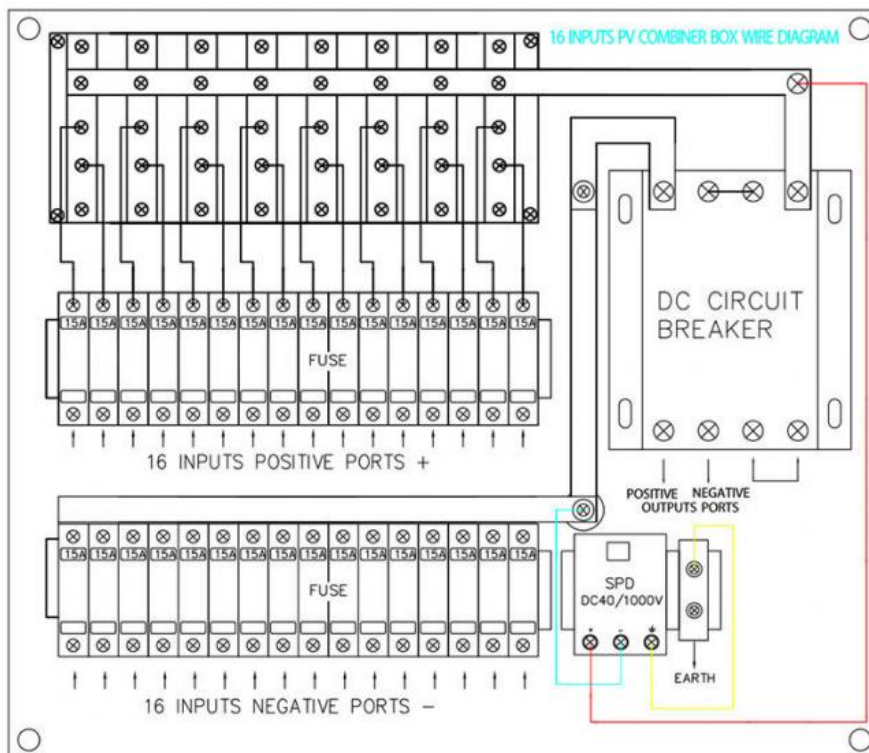 16 INPUTS PV COMBINER BOX WIRE DIAGRAM
15A 15A 15A 15A 15A 15A 15A 15A 15A 15A 15A 15A 15A 15A 15A 15A
FUSE
16 INPUTS POSITIVE PORTS +
DC CIRCUIT
BREAKER
POSITIVE NEGATIVE
OUTPUTS PORTS
15A 15A 15A 15A 15A 15A 15A 15A 15A 15A 15A 15A 15A 15A 15A 15A
FUSE
16 INPUTS NEGATIVE PORTS -
SPD
DC40/1000V
+ - ⏚
EARTH